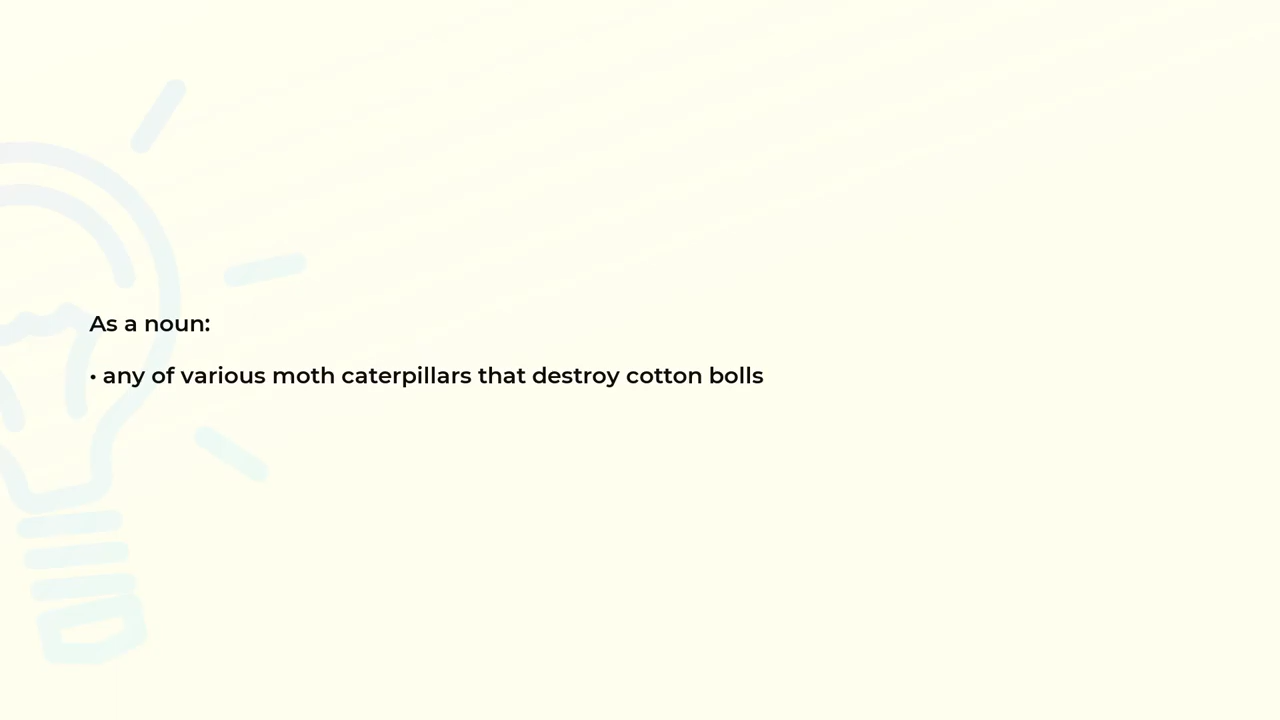 As a noun:
• any of various moth caterpillars that destroy cotton bolls